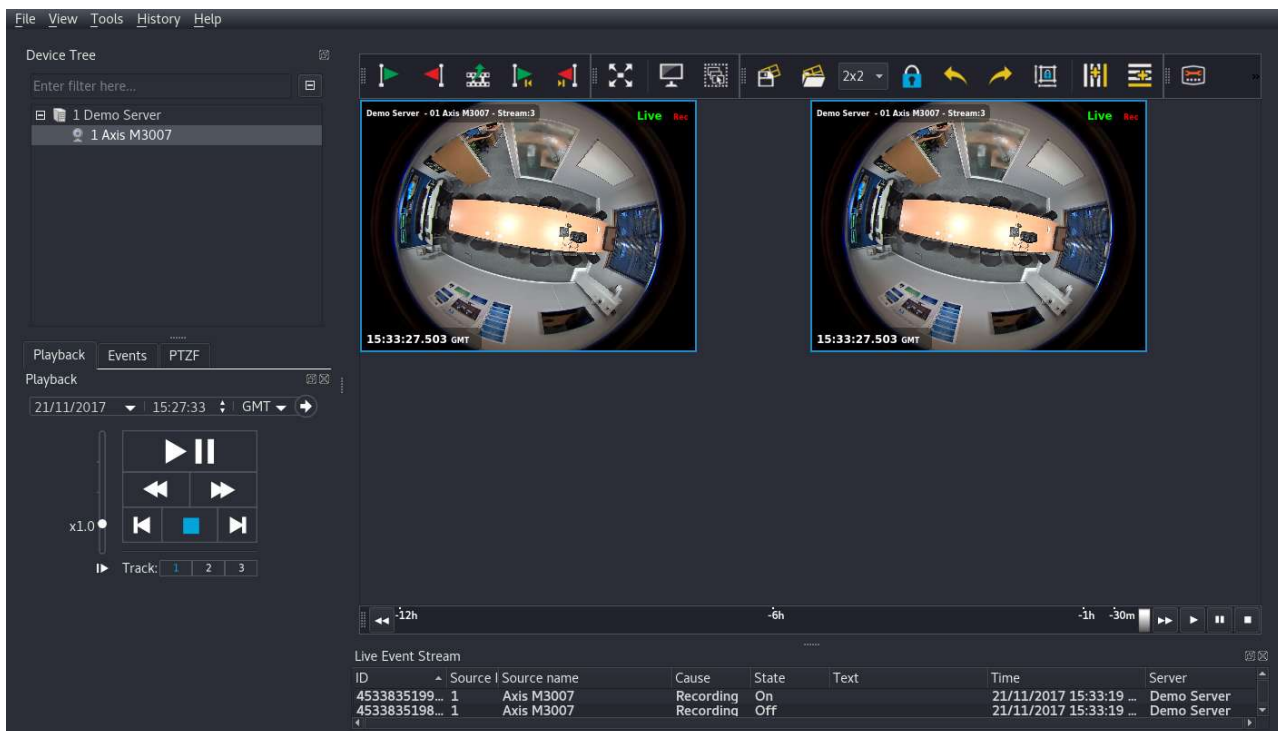 File View Tools History Help
Device Tree
Enter filter here...
1 Demo Server
1 Axis M3007
2x2
Demo Server - 01 Axis M3007 - Stream:3
Live Rec
15:33:27.503 GMT
Demo Server - 01 Axis M3007 - Stream:3
Live Rec
15:33:27.503 GMT
Playback Events PTZF
Playback
21/11/2017 15:27:33 GMT
x1.0
Track: 1 2 3
-12h -6h -1h -30m
Live Event Stream
ID Source I Source name Cause State Text Time Server
4533835199... 1 Axis M3007 Recording On 21/11/2017 15:33:19 ... Demo Server
4533835198... 1 Axis M3007 Recording Off 21/11/2017 15:33:19 ... Demo Server